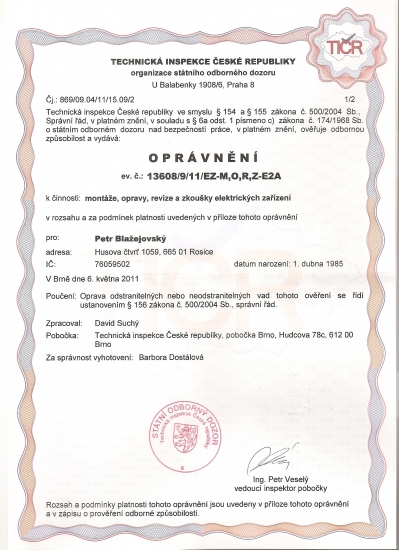 TIČR
TECHNICKÁ INSPEKCE ČESKÉ REPUBLIKY
organizace státního odborného dozoru
U Balabenky 1908/6, Praha 8
Čj.: 869/09.04/11/15.09/2 1/2
Technická inspekce České republiky ve smyslu § 154 a § 155 zákona č. 500/2004 Sb.,
Správní řád, v platném znění, v souladu s § 6a odst. 1 písmeno c) zákona č. 174/1968 Sb.
o státním odborném dozoru nad bezpečností práce, v platném znění, ověřuje odbornou
způsobilost a vydává:
OPRÁVNĚNÍ
ev. č.: 13608/9/11/EZ-M,O,R,Z-E2A
k činnosti: montáže, opravy, revize a zkoušky elektrických zařízení
v rozsahu a za podmínek platnosti uvedených v příloze tohoto oprávnění
pro: Petr Blažejovský
adresa: Husova čtvrť 1059, 665 01 Rosice
IČ: 76059502 datum narození: 1. dubna 1985
V Brně dne 6. května 2011
Poučení: Oprava odstranitelných nebo neodstranitelných vad tohoto ověření se řídí
ustanovením § 156 zákona č. 500/2004 Sb., správní řád.
Zpracoval: David Suchý
Pobočka: Technická inspekce České republiky, pobočka Brno, Hudcova 78c, 612 00
Brno
Za správnost vyhotovení: Barbora Dostálová
STÁTNÍ ODBORNÝ DOZOR
Technická inspekce České republiky
8
Ing. Petr Veselý
vedoucí inspektor pobočky
Rozsah a podmínky platnosti tohoto oprávnění jsou uvedeny v příloze tohoto oprávnění
a v zápisu o prověření odborné způsobilosti.